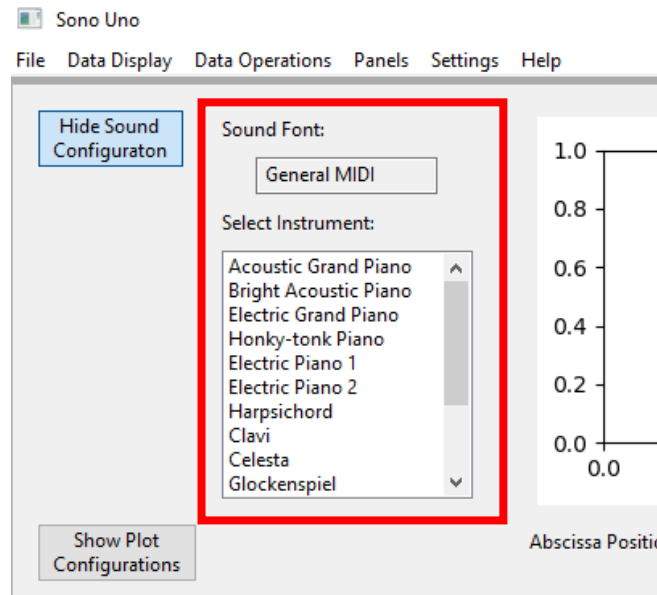 Sono Uno
File Data Display Data Operations Panels Settings Help
Hide Sound
Configuraton
Sound Font:
General MIDI
Select Instrument:
Acoustic Grand Piano
Bright Acoustic Piano
Electric Grand Piano
Honky-tonk Piano
Electric Piano 1
Electric Piano 2
Harpsichord
Clavi
Celesta
Glockenspiel
Show Plot
Configurations
1.0
0.8
0.6
0.4
0.2
0.0
0.0
Abscissa